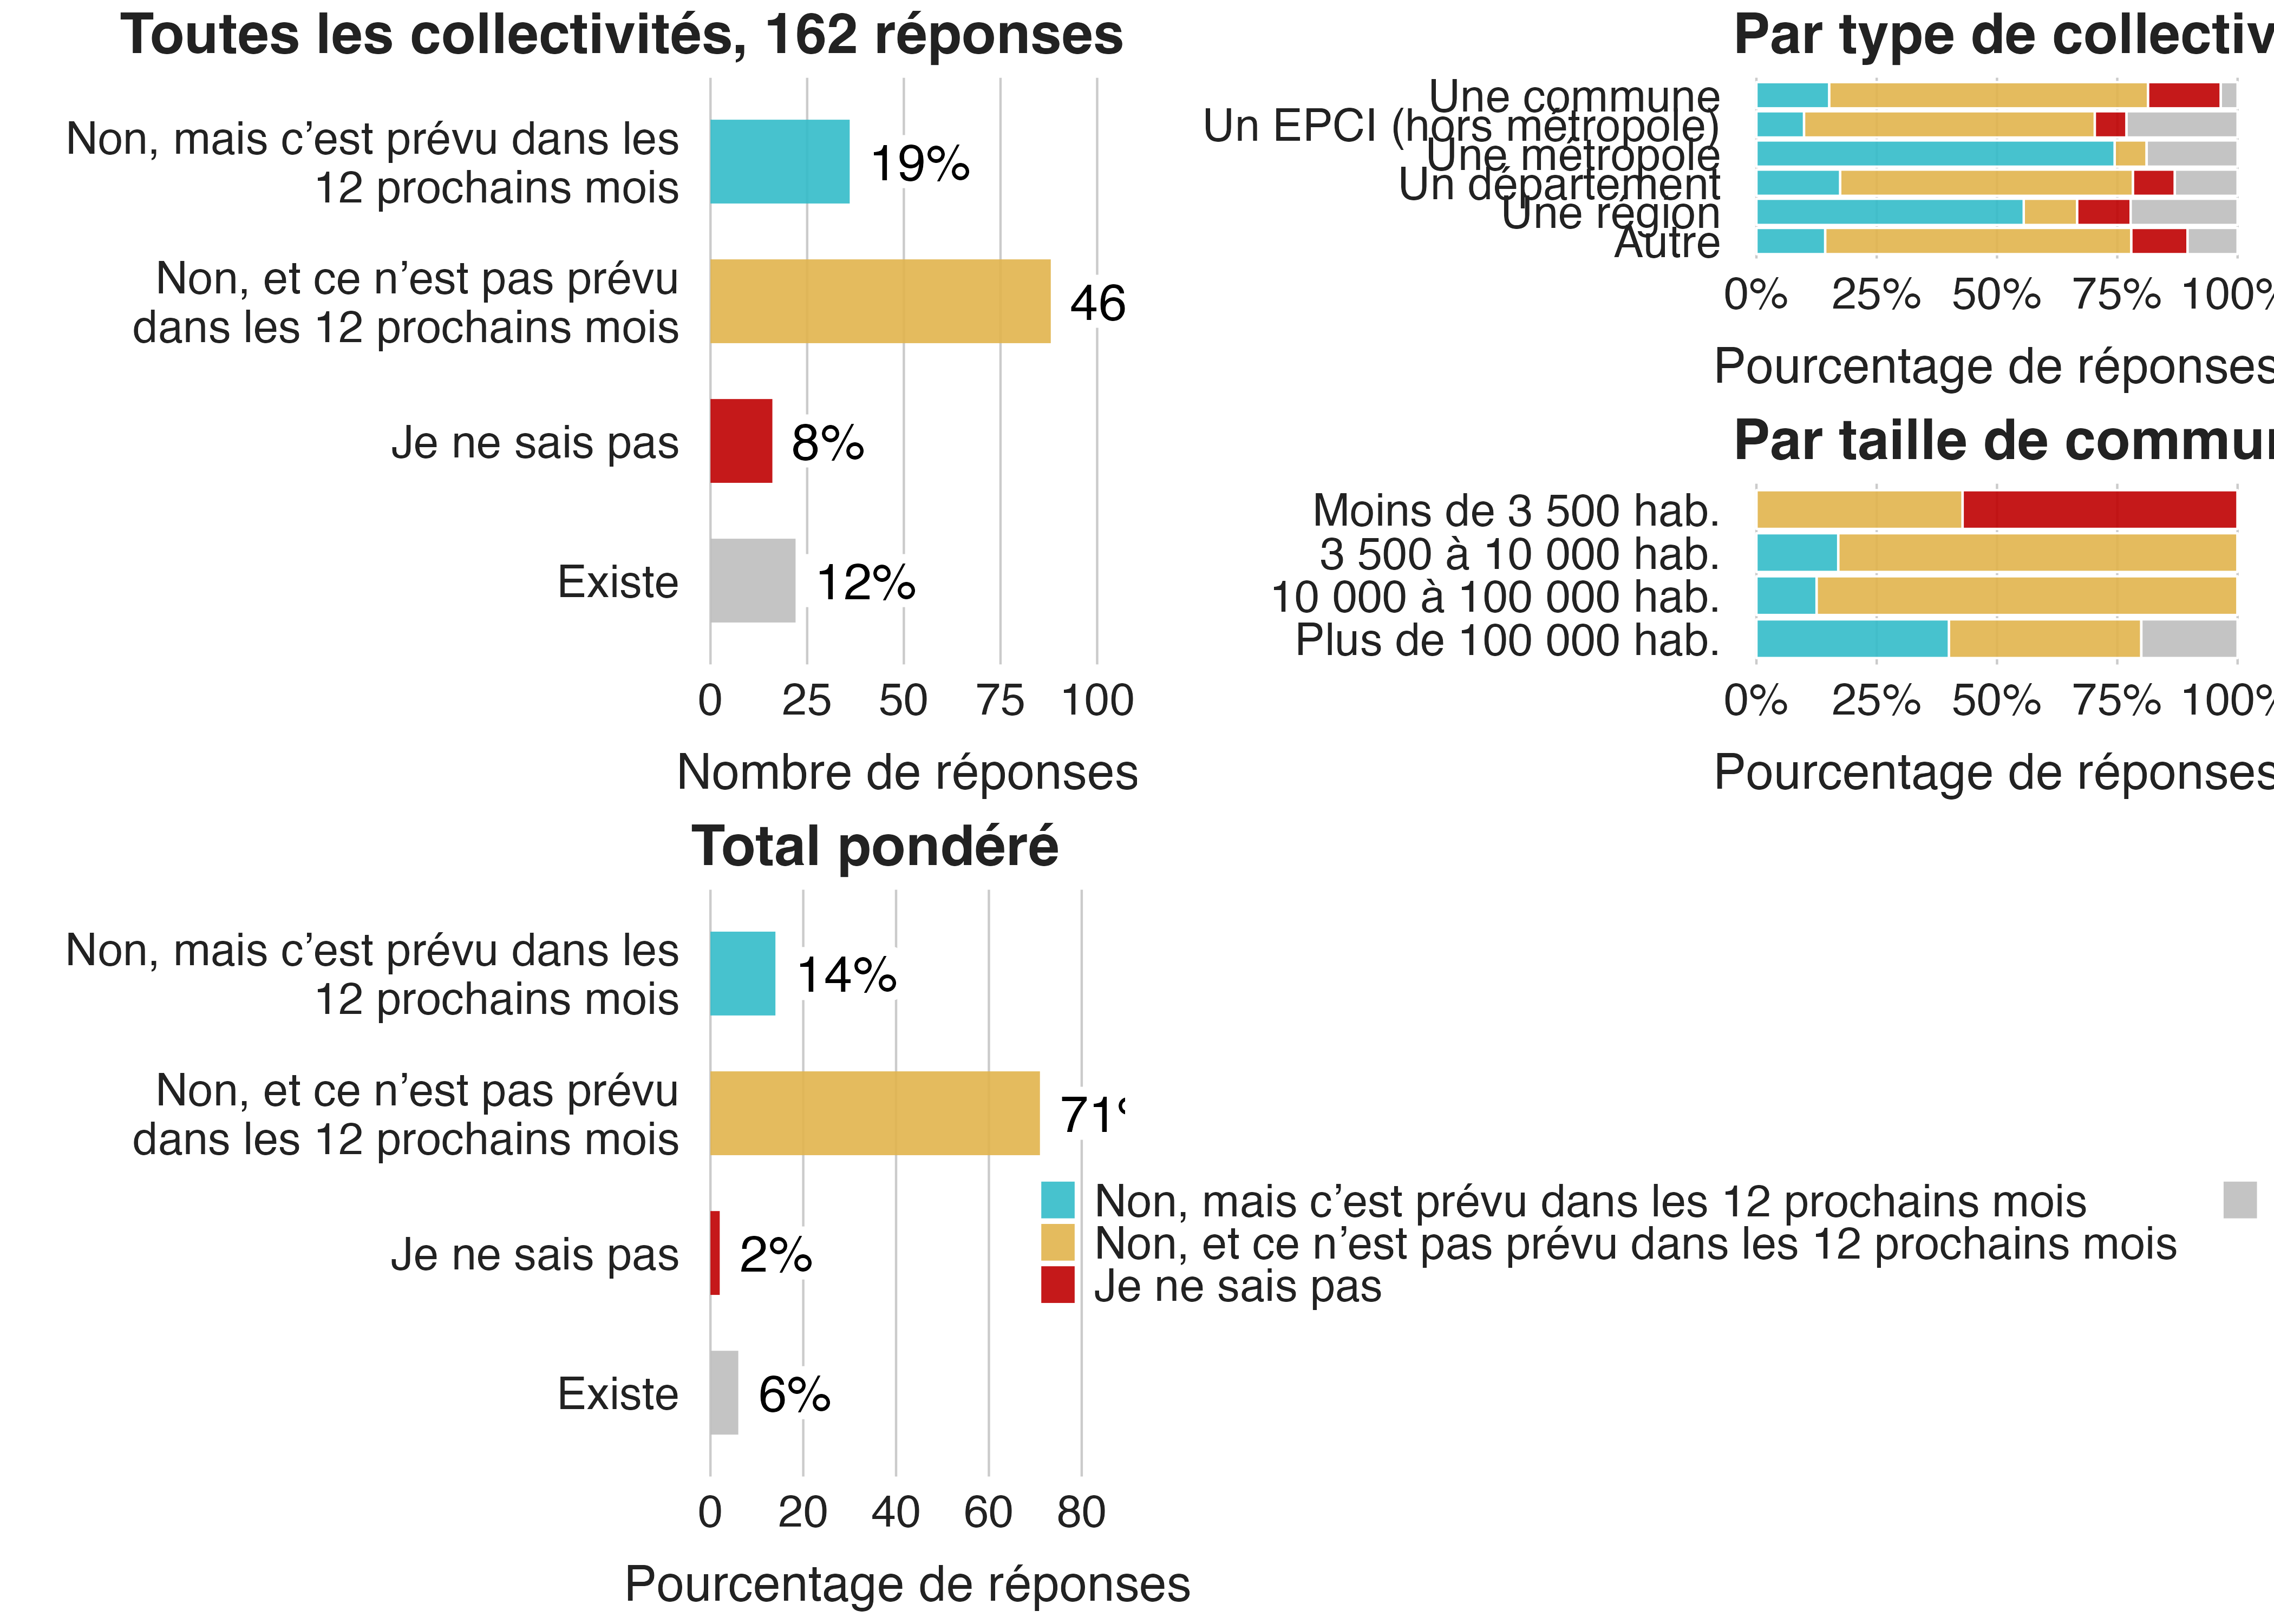 Toutes les collectivités, 162 réponses
Non, mais c’est prévu dans les
12 prochains mois
19%
Non, et ce n’est pas prévu
dans les 12 prochains mois
46
Je ne sais pas
8%
Existe
12%
0 25 50 75 100
Nombre de réponses
Par type de collectiv
Une commune
Un EPCI (hors métropole)
Une métropole
Un département
Une région
Autre
0% 25% 50% 75% 100%
Pourcentage de réponses
Par taille de commun
Moins de 3 500 hab.
3 500 à 10 000 hab.
10 000 à 100 000 hab.
Plus de 100 000 hab.
0% 25% 50% 75% 100%
Pourcentage de réponses
Total pondéré
Non, mais c’est prévu dans les
12 prochains mois
14%
Non, et ce n’est pas prévu
dans les 12 prochains mois
71%
Je ne sais pas
2%
Existe
6%
0 20 40 60 80
Pourcentage de réponses
Non, mais c’est prévu dans les 12 prochains mois
Non, et ce n’est pas prévu dans les 12 prochains mois
Je ne sais pas